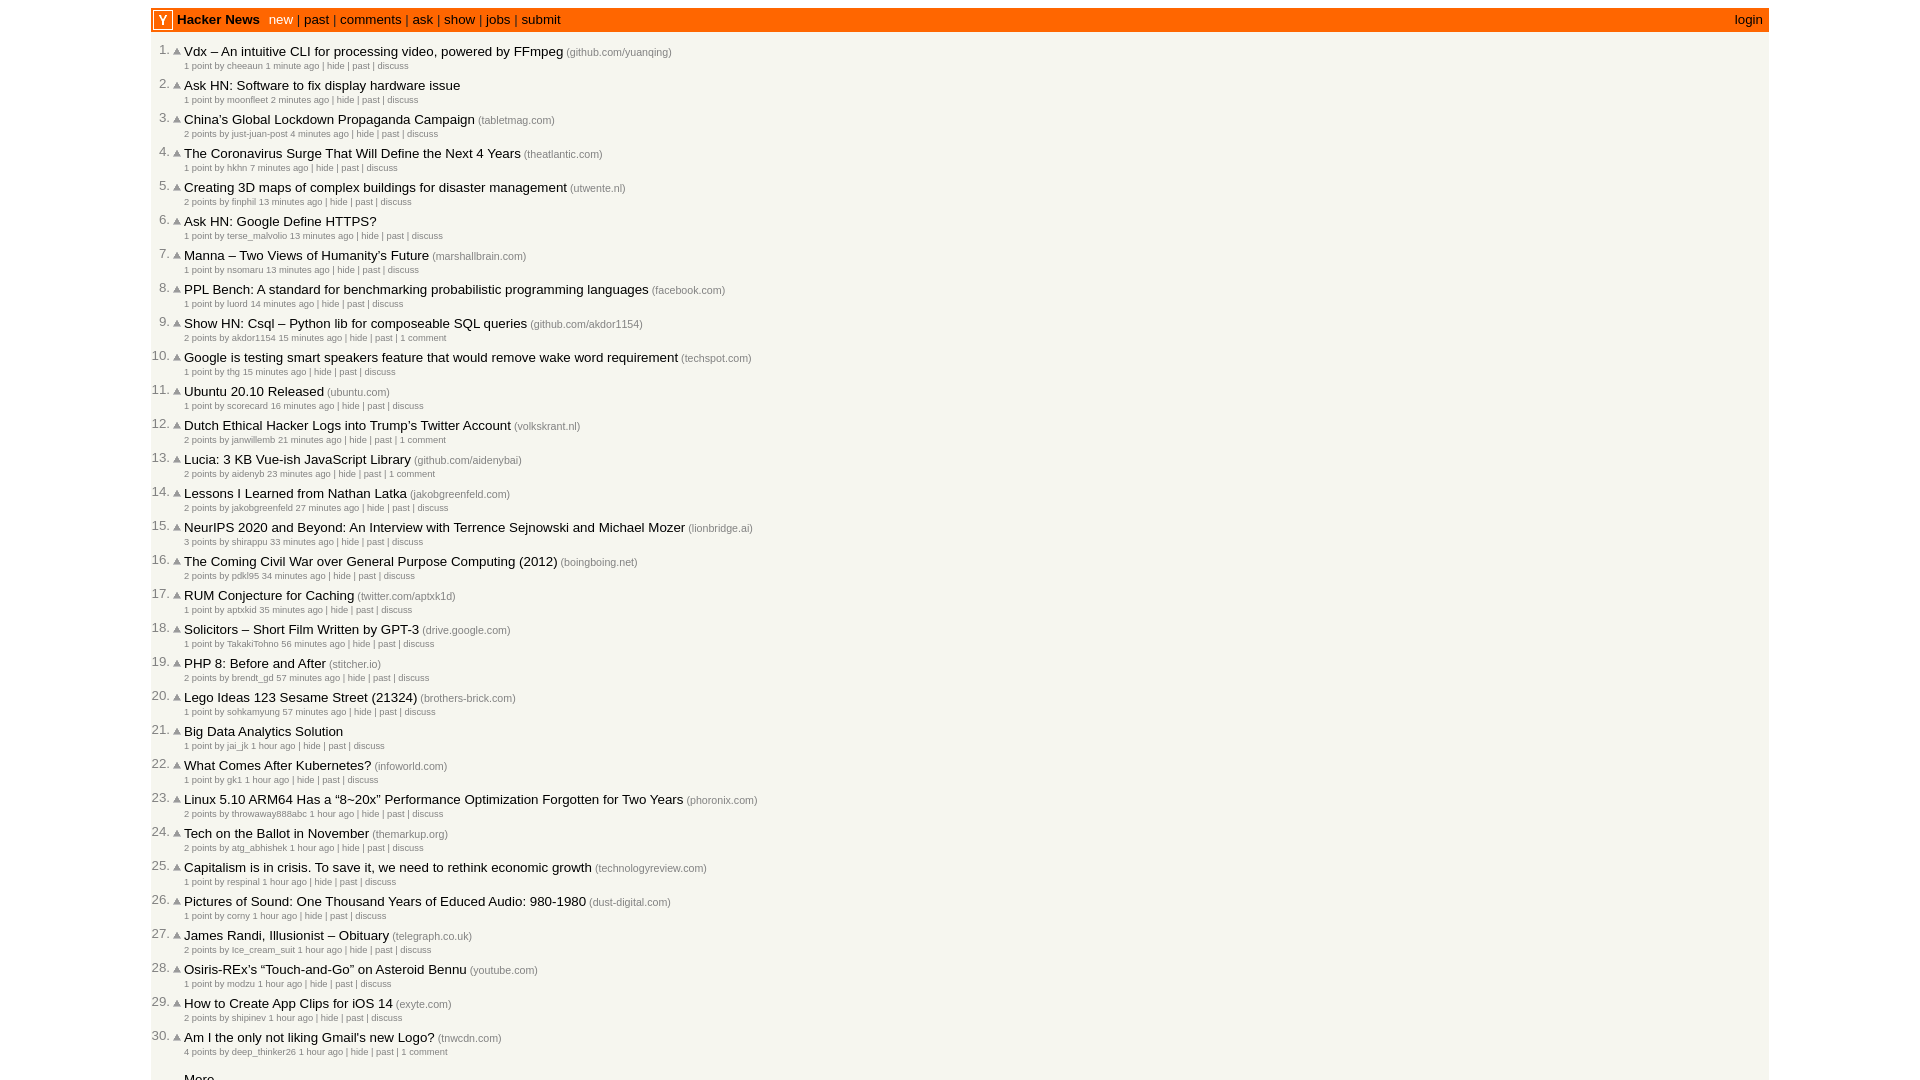 Y Hacker News new | past | comments | ask | show | jobs | submit login
1. Vdx – An intuitive CLI for processing video, powered by FFmpeg (github.com/yuanqing)
1 point by cheeaun 1 minute ago | hide | past | discuss
2. Ask HN: Software to fix display hardware issue
1 point by moonfleet 2 minutes ago | hide | past | discuss
3. China’s Global Lockdown Propaganda Campaign (tabletmag.com)
2 points by just-juan-post 4 minutes ago | hide | past | discuss
4. The Coronavirus Surge That Will Define the Next 4 Years (theatlantic.com)
1 point by hkhn 7 minutes ago | hide | past | discuss
5. Creating 3D maps of complex buildings for disaster management (utwente.nl)
2 points by finphil 13 minutes ago | hide | past | discuss
6. Ask HN: Google Define HTTPS?
1 point by terse_malvolio 13 minutes ago | hide | past | discuss
7. Manna – Two Views of Humanity’s Future (marshallbrain.com)
1 point by nsomaru 13 minutes ago | hide | past | discuss
8. PPL Bench: A standard for benchmarking probabilistic programming languages (facebook.com)
1 point by luord 14 minutes ago | hide | past | discuss
9. Show HN: Csql – Python lib for composeable SQL queries (github.com/akdor1154)
2 points by akdor1154 15 minutes ago | hide | past | 1 comment
10. Google is testing smart speakers feature that would remove wake word requirement (techspot.com)
1 point by thg 15 minutes ago | hide | past | discuss
11. Ubuntu 20.10 Released (ubuntu.com)
1 point by scorecard 16 minutes ago | hide | past | discuss
12. Dutch Ethical Hacker Logs into Trump’s Twitter Account (volkskrant.nl)
2 points by janwillemb 21 minutes ago | hide | past | 1 comment
13. Lucia: 3 KB Vue-ish JavaScript Library (github.com/aidenybai)
2 points by aidenyb 23 minutes ago | hide | past | 1 comment
14. Lessons I Learned from Nathan Latka (jakobgreenfeld.com)
2 points by jakobgreenfeld 27 minutes ago | hide | past | discuss
15. NeurIPS 2020 and Beyond: An Interview with Terrence Sejnowski and Michael Mozer (lionbridge.ai)
3 points by shirappu 33 minutes ago | hide | past | discuss
16. The Coming Civil War over General Purpose Computing (2012) (boingboing.net)
2 points by pdkl95 34 minutes ago | hide | past | discuss
17. RUM Conjecture for Caching (twitter.com/aptxk1d)
1 point by aptxkid 35 minutes ago | hide | past | discuss
18. Solicitors – Short Film Written by GPT-3 (drive.google.com)
1 point by TakakiTohno 56 minutes ago | hide | past | discuss
19. PHP 8: Before and After (stitcher.io)
2 points by brendt_gd 57 minutes ago | hide | past | discuss
20. Lego Ideas 123 Sesame Street (21324) (brothers-brick.com)
1 point by sohkamyung 57 minutes ago | hide | past | discuss
21. Big Data Analytics Solution
1 point by jai_jk 1 hour ago | hide | past | discuss
22. What Comes After Kubernetes? (infoworld.com)
1 point by gk1 1 hour ago | hide | past | discuss
23. Linux 5.10 ARM64 Has a “8~20x” Performance Optimization Forgotten for Two Years (phoronix.com)
2 points by throwaway888abc 1 hour ago | hide | past | discuss
24. Tech on the Ballot in November (themarkup.org)
2 points by atg_abhishek 1 hour ago | hide | past | discuss
25. Capitalism is in crisis. To save it, we need to rethink economic growth (technologyreview.com)
1 point by respinal 1 hour ago | hide | past | discuss
26. Pictures of Sound: One Thousand Years of Educed Audio: 980-1980 (dust-digital.com)
1 point by corny 1 hour ago | hide | past | discuss
27. James Randi, Illusionist – Obituary (telegraph.co.uk)
2 points by Ice_cream_suit 1 hour ago | hide | past | discuss
28. Osiris-REx’s “Touch-and-Go” on Asteroid Bennu (youtube.com)
1 point by modzu 1 hour ago | hide | past | discuss
29. How to Create App Clips for iOS 14 (exyte.com)
2 points by shipinev 1 hour ago | hide | past | discuss
30. Am I the only not liking Gmail's new Logo? (tnwcdn.com)
4 points by deep_thinker26 1 hour ago | hide | past | 1 comment
More